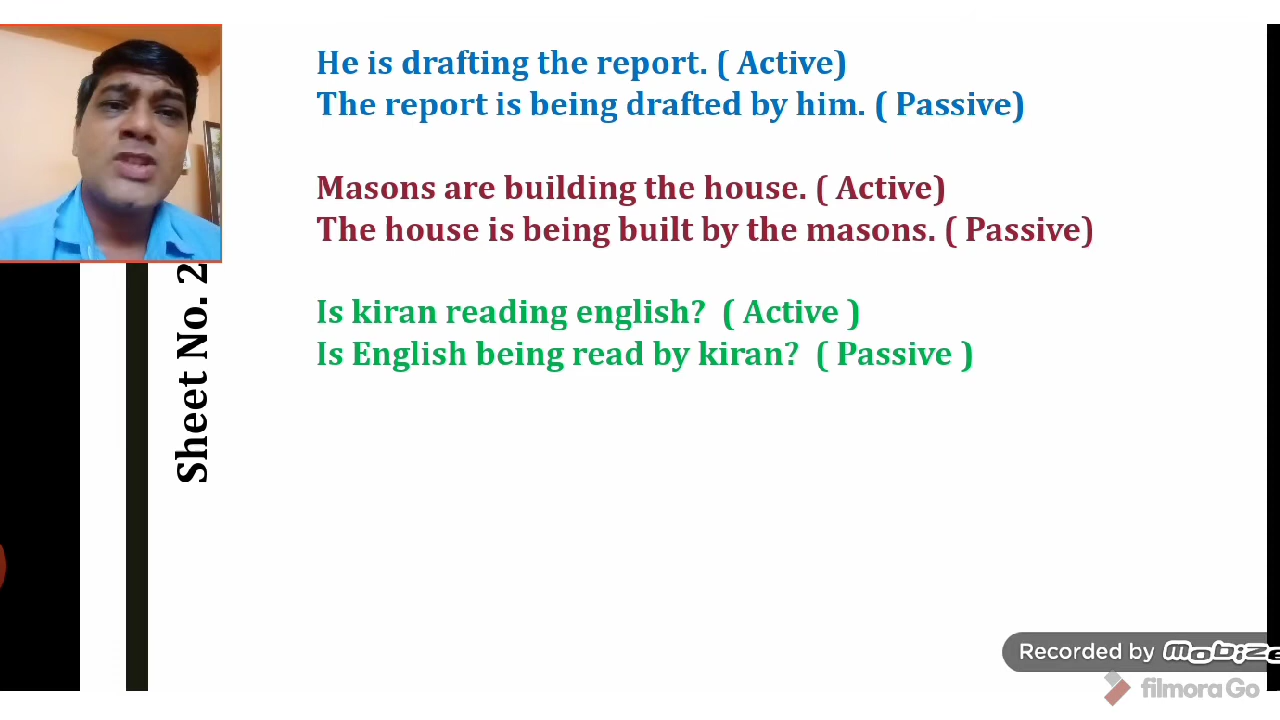 He is drafting the report. ( Active)
The report is being drafted by him. ( Passive)
Masons are building the house. ( Active)
The house is being built by the masons. ( Passive)
Is kiran reading english?  ( Active )
Is English being read by kiran?  ( Passive )
Sheet No. 2
Recorded by
filmora Go